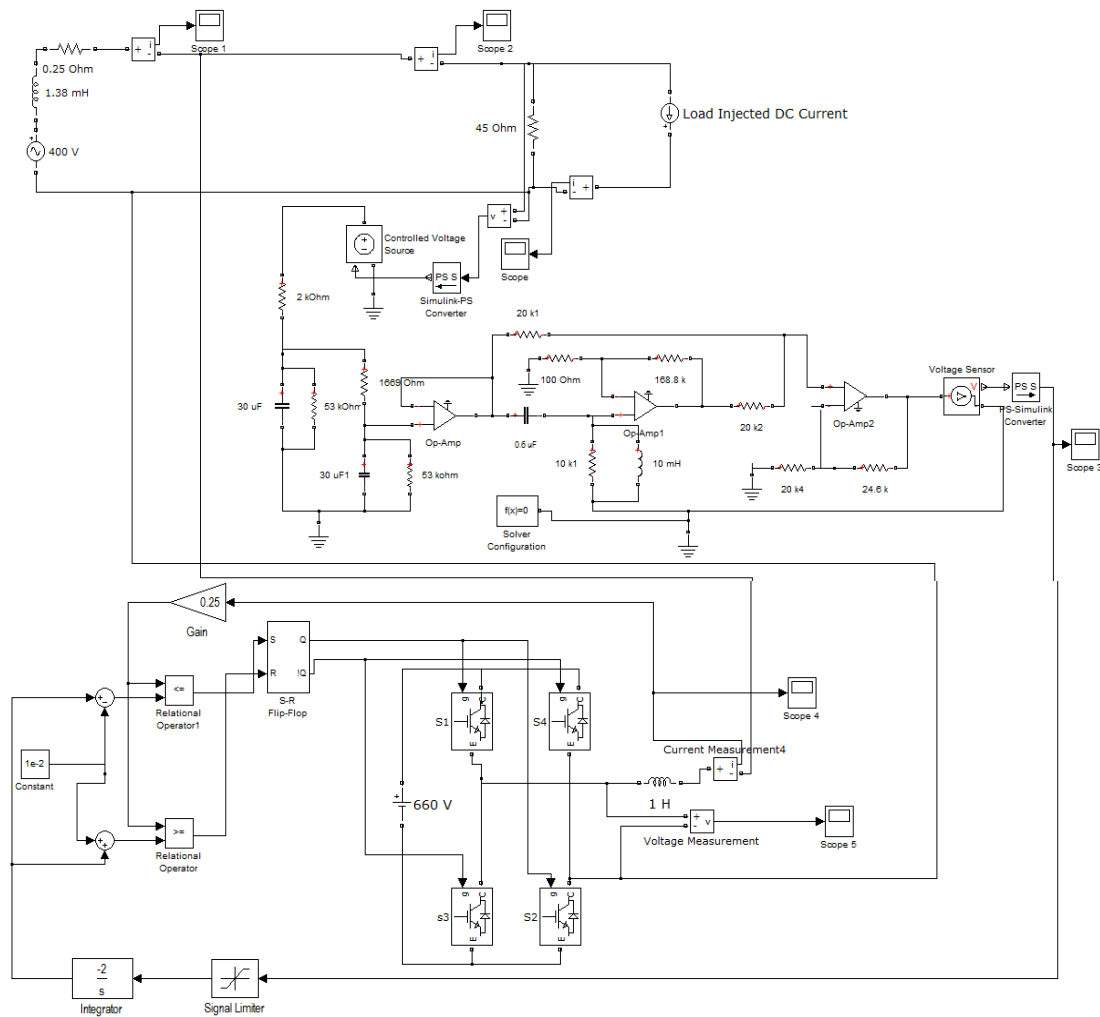 Scope 1
Scope 2
i
+
-
i
+
-
0.25 Ohm
1.38 mH
400 V
45 Ohm
Load Injected DC Current
i
+
-
v
+
-
Controlled Voltage
Source
Scope
PS S
Simulink-PS
Converter
2 kOhm
20 k1
100 Ohm
168.8 k
1669 Ohm
30 uF
53 kOhm
Op-Amp
0.6 uF
Op-Amp1
20 k2
Op-Amp2
Voltage Sensor
V
PS S
PS-Simulink
Converter
Scope 3
30 uF1
53 kohm
10 k1
10 mH
20 k4
24.6 k
f(x)=0
Solver
Configuration
0.25
Gain
S
Q
R
!Q
S-R
Flip-Flop
<=
Relational
Operator1
1e-2
Constant
>=
Relational
Operator
g
C
E
S1
g
C
E
S4
Scope 4
Current Measurement4
i
+
-
660 V
1 H
+
-
v
Voltage Measurement
Scope 5
g
C
E
s3
g
C
E
S2
-2
s
Integrator
Signal Limiter